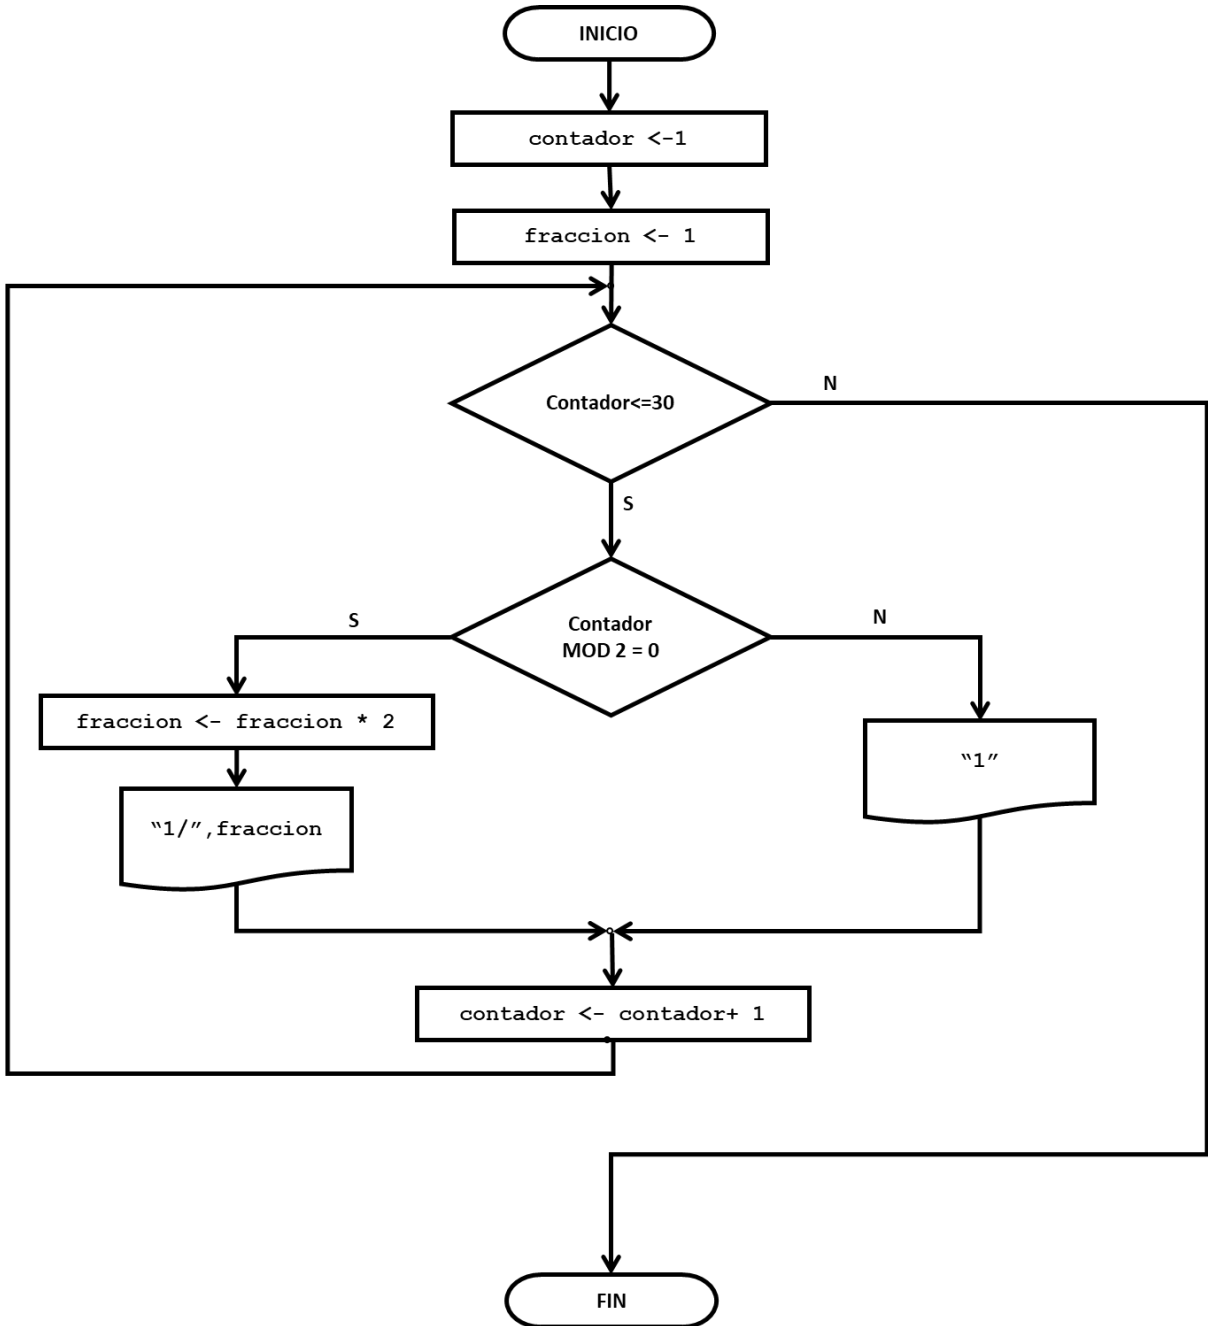 INICIO
contador <-1
fraccion <- 1
Contador<=30
N
S
Contador
MOD 2 = 0
S
N
fraccion <- fraccion * 2
“1”
“1/”,fraccion
contador <- contador+ 1
FIN